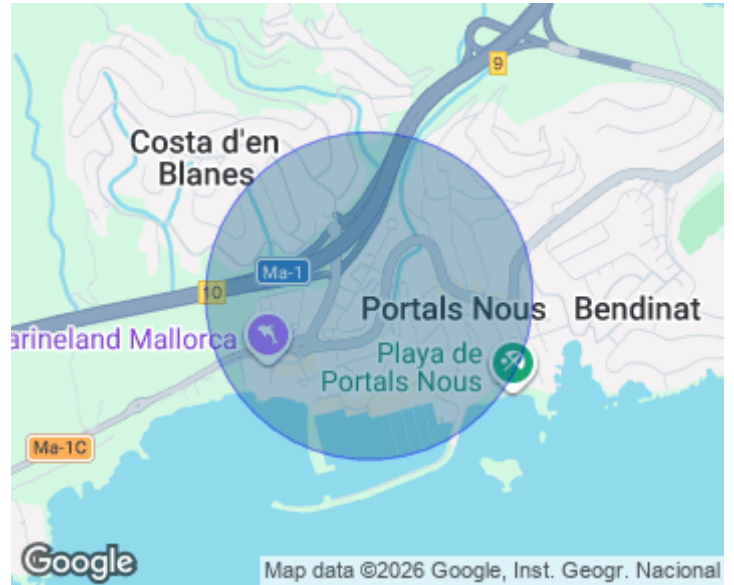 9
Costa d'en
Blanes
Ma-1
10
Portals Nous
Bendinat
arineland Mallorca
Playa de
Portals Nous
Ma-1C
Google
Map data ©2026 Google, Inst. Geogr. Nacional